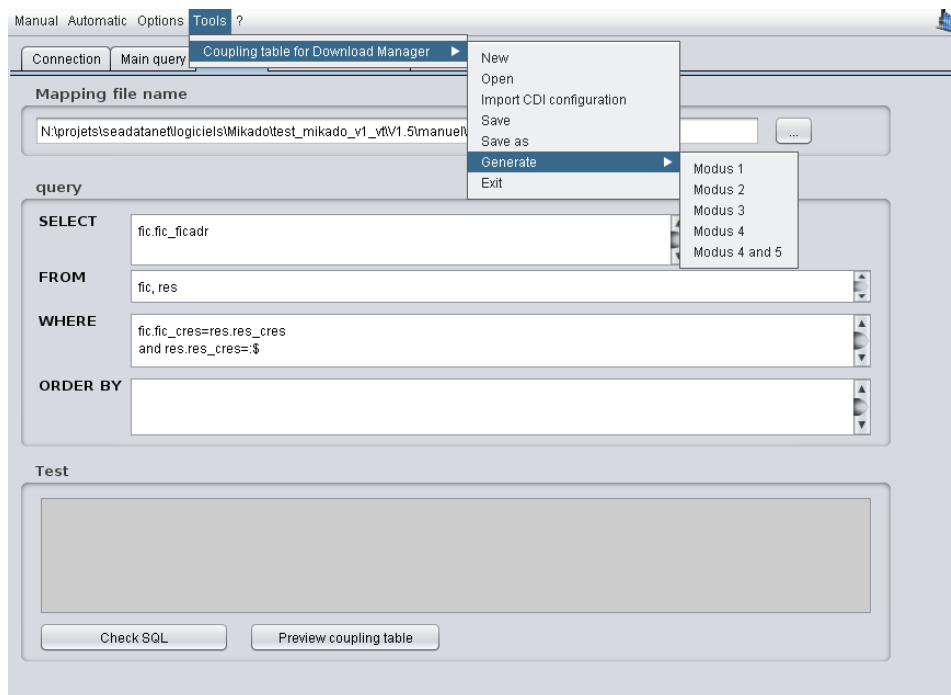 Manual Automatic Options Tools ?
Coupling table for Download Manager
Connection Main query
New
Open
Import CDI configuration
Save
Save as
Generate
Exit
Modus 1
Modus 2
Modus 3
Modus 4
Modus 4 and 5
Mapping file name
N:\projets\seadatanet\logiciels\Mikado\test_mikado_v1_vf\V1.5\manuel\
...
query
SELECT
fic.fic_ficadr
FROM
fic, res
WHERE
fic.fic_cres=res.res_cres
and res.res_cres=:$
ORDER BY
Test
Check SQL Preview coupling table